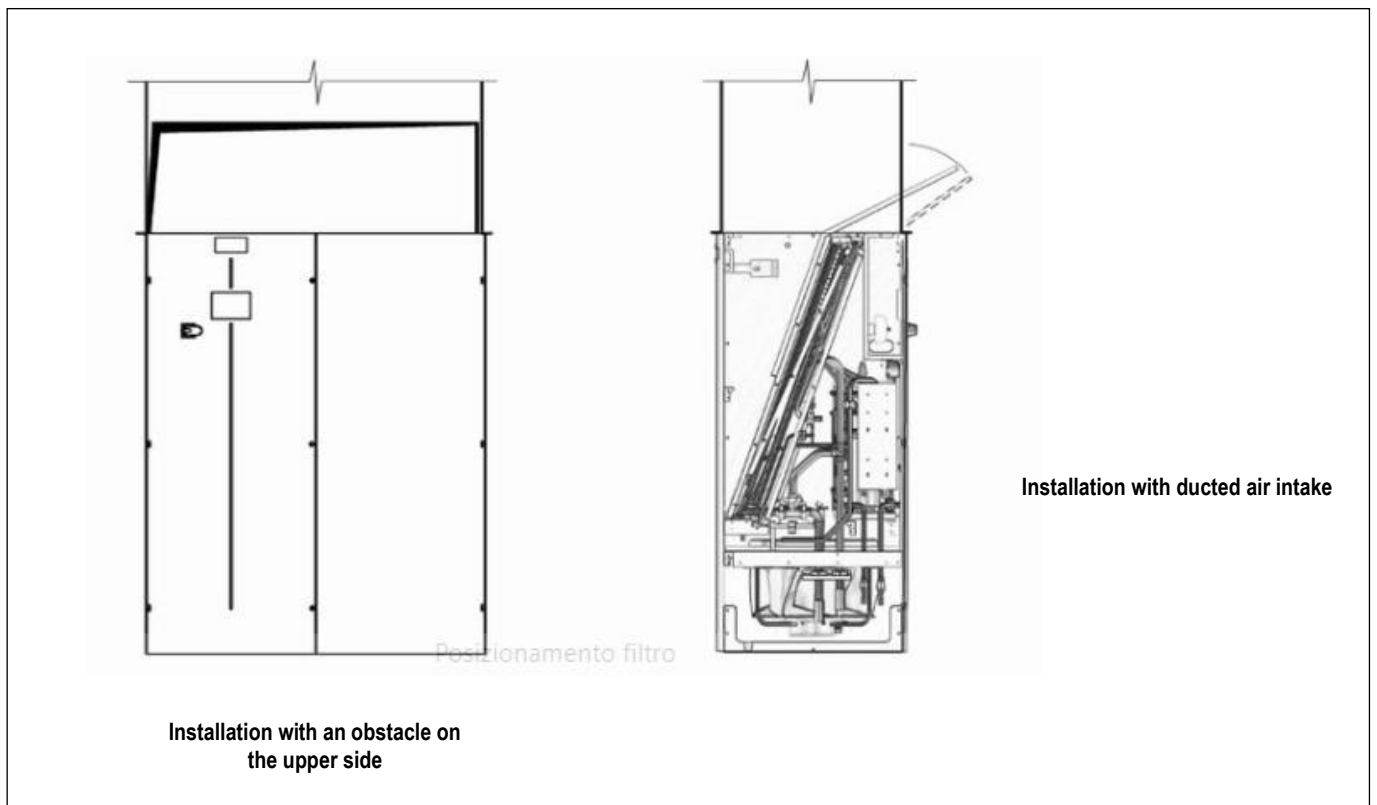 Installation with ducted air intake
Posizionamento filtro
Installation with an obstacle on
the upper side